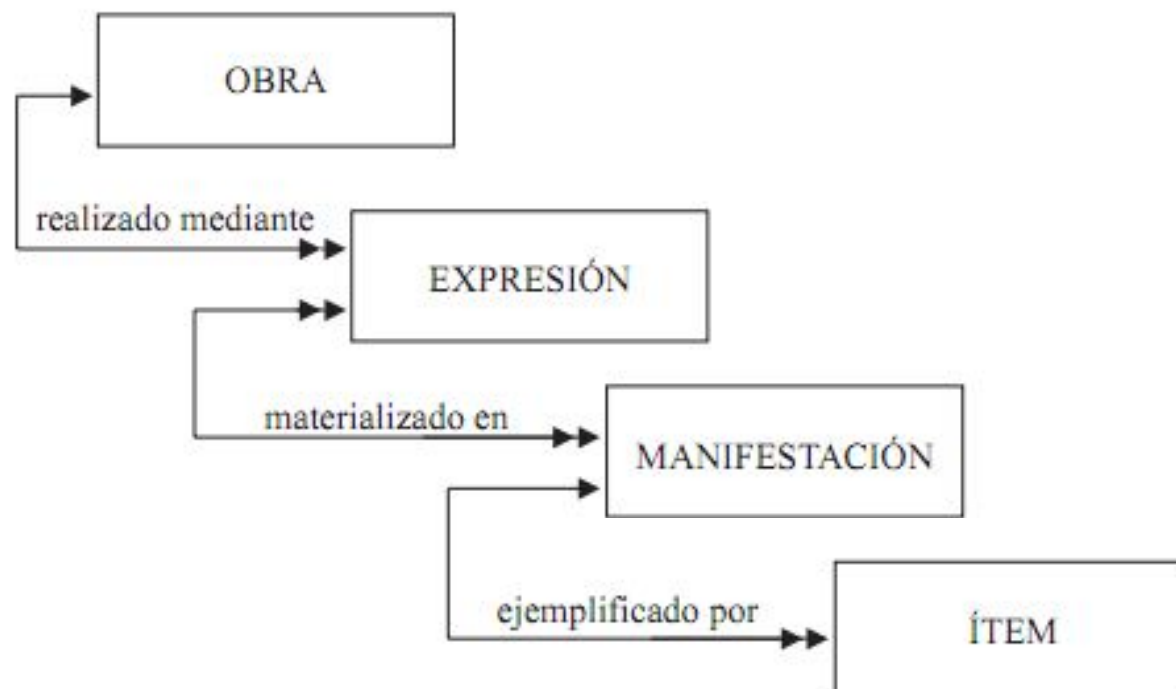 OBRA
realizado mediante
EXPRESIÓN
materializado en
MANIFESTACIÓN
ejemplificado por
ÍTEM